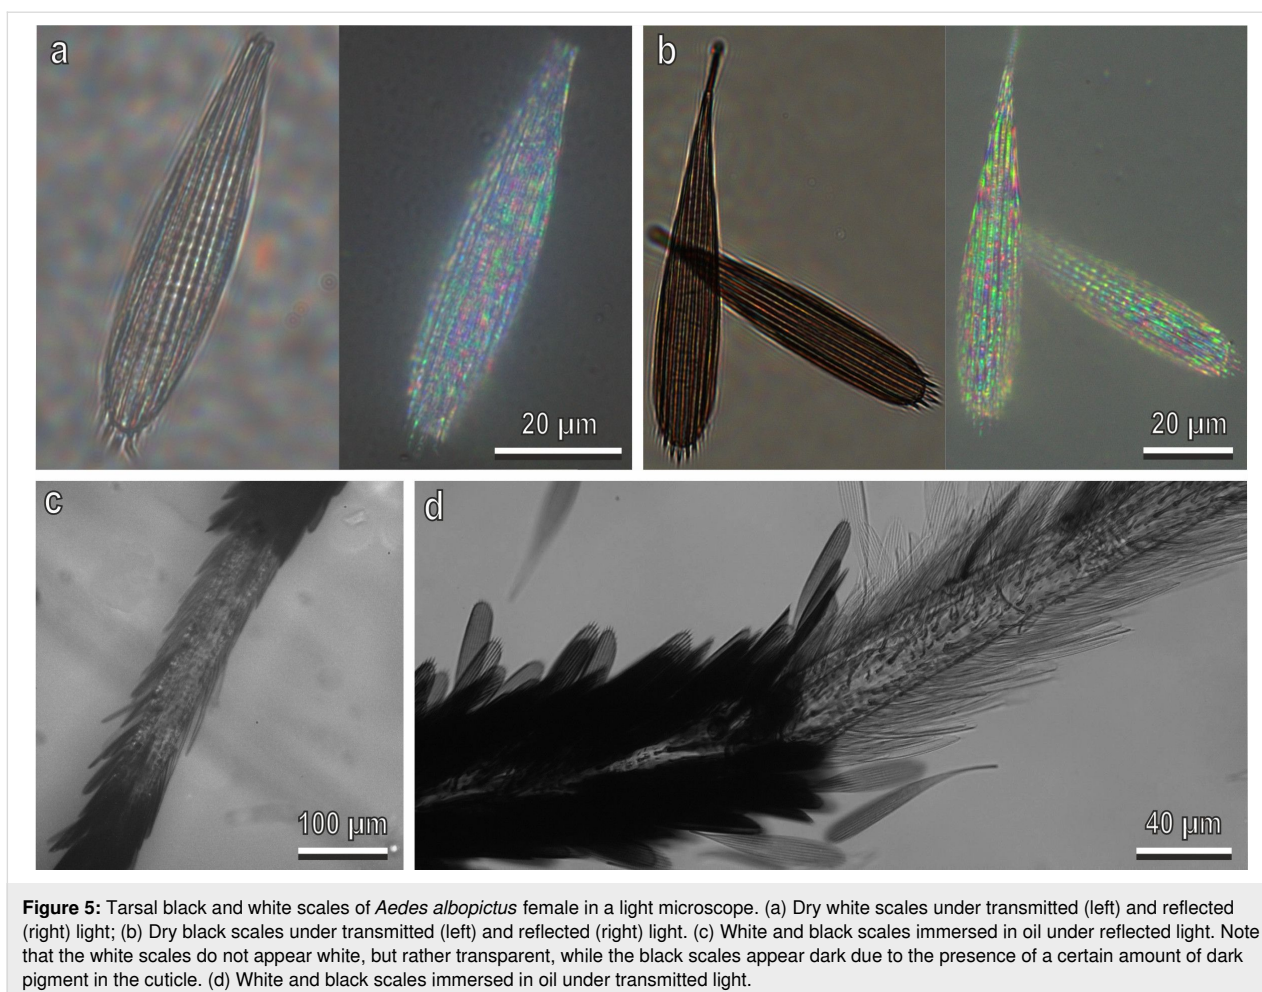 a
b
20 µm
20 µm
c
d
100 µm
40 µm
Figure 5: Tarsal black and white scales of Aedes albopictus female in a light microscope. (a) Dry white scales under transmitted (left) and reflected
(right) light; (b) Dry black scales under transmitted (left) and reflected (right) light. (c) White and black scales immersed in oil under reflected light. Note
that the white scales do not appear white, but rather transparent, while the black scales appear dark due to the presence of a certain amount of dark
pigment in the cuticle. (d) White and black scales immersed in oil under transmitted light.